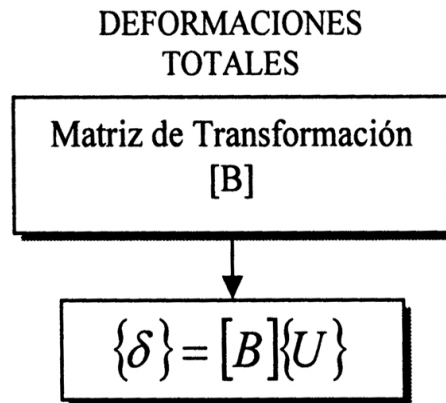 DEFORMACIONES
TOTALES
Matriz de Transformación
[B]
{δ}=[B]{U}